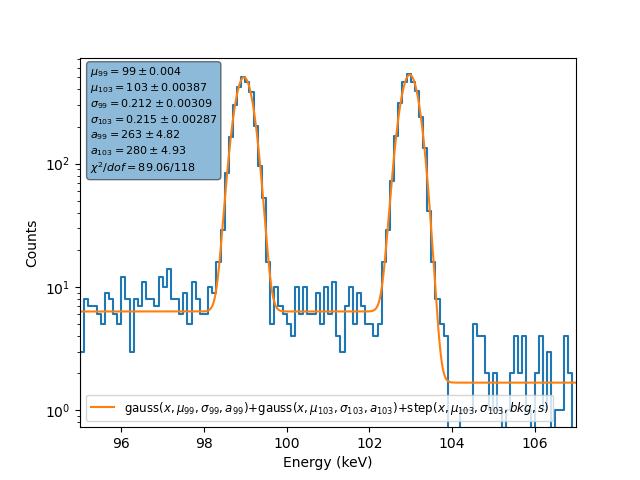 μ₉₉ = 99 ± 0.004
μ₁₀₃ = 103 ± 0.00387
σ₉₉ = 0.212 ± 0.00309
σ₁₀₃ = 0.215 ± 0.00287
a₉₉ = 263 ± 4.82
a₁₀₃ = 280 ± 4.93
χ²/dof = 89.06/118
10²
10¹
10⁰
Counts
gauss(x, μ₉₉, σ₉₉, a₉₉)+gauss(x, μ₁₀₃, σ₁₀₃, a₁₀₃)+step(x, μ₁₀₃, σ₁₀₃, bkg, s)
96 98 100 102 104 106
Energy (keV)